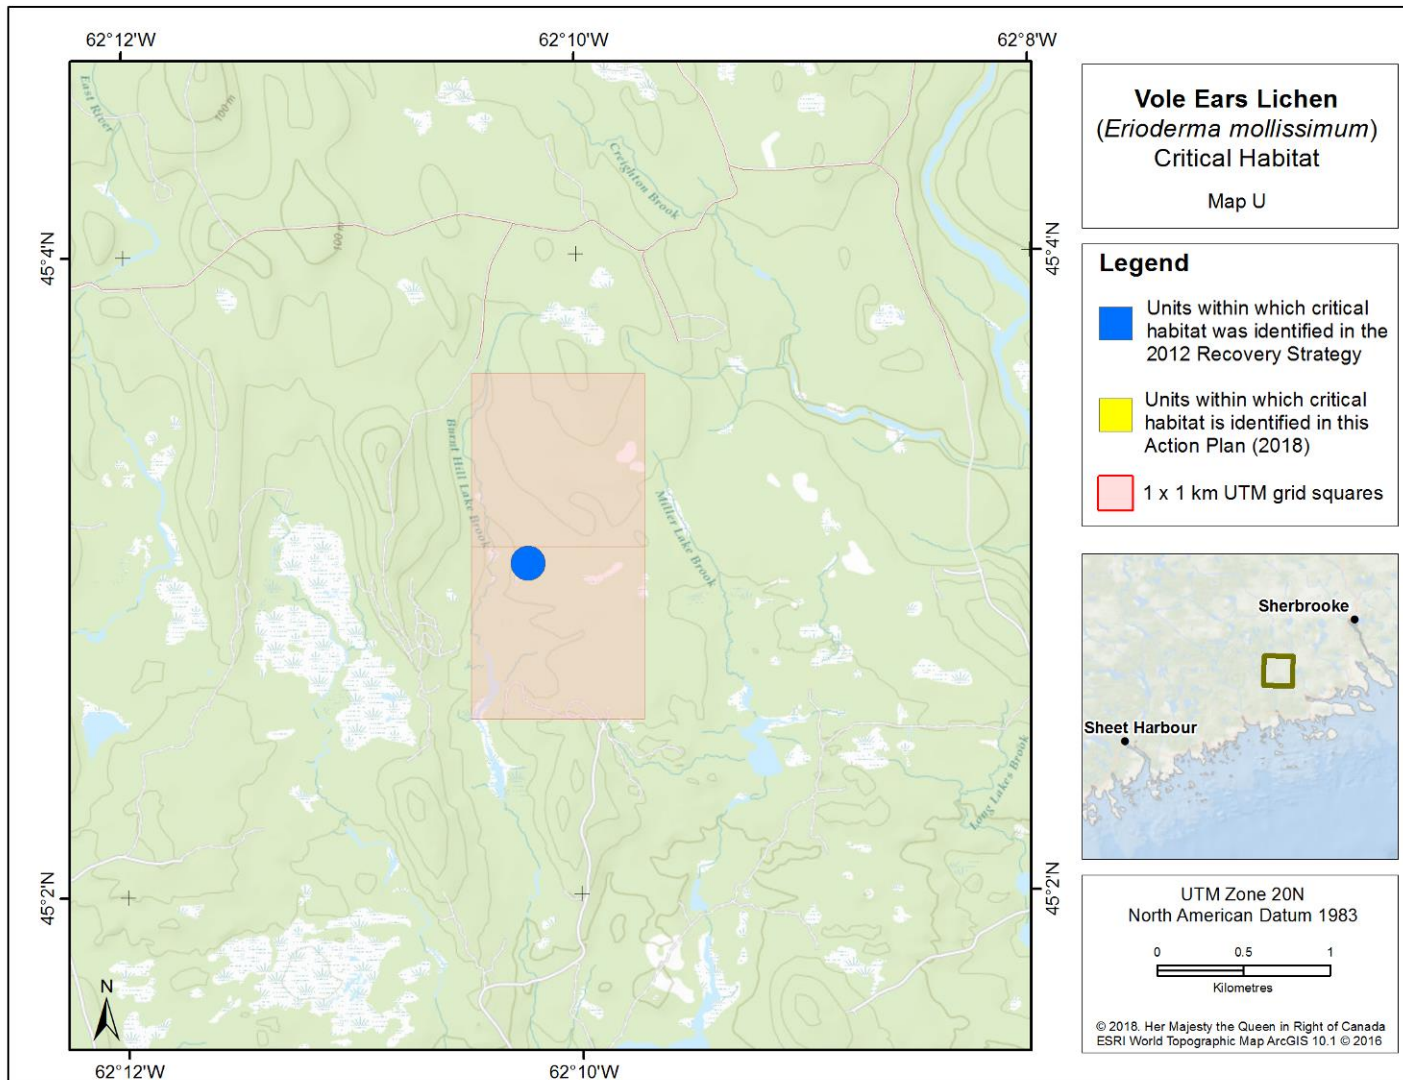 62°12'W
62°10'W
62°8'W
45°4'N
45°4'N
45°2'N
45°2'N
62°12'W
62°10'W
East River
100 m
100 m
Creighton Brook
Burnt Hill Lake Brook
Miller Lake Brook
Long Lakes Brook
N
Vole Ears Lichen
(Erioderma mollissimum)
Critical Habitat
Map U
Legend
Units within which critical
habitat was identified in the
2012 Recovery Strategy
Units within which critical
habitat is identified in this
Action Plan (2018)
1 x 1 km UTM grid squares
Sherbrooke
Sheet Harbour
UTM Zone 20N
North American Datum 1983
0 0.5 1
Kilometres
© 2018. Her Majesty the Queen in Right of Canada
ESRI World Topographic Map ArcGIS 10.1 © 2016